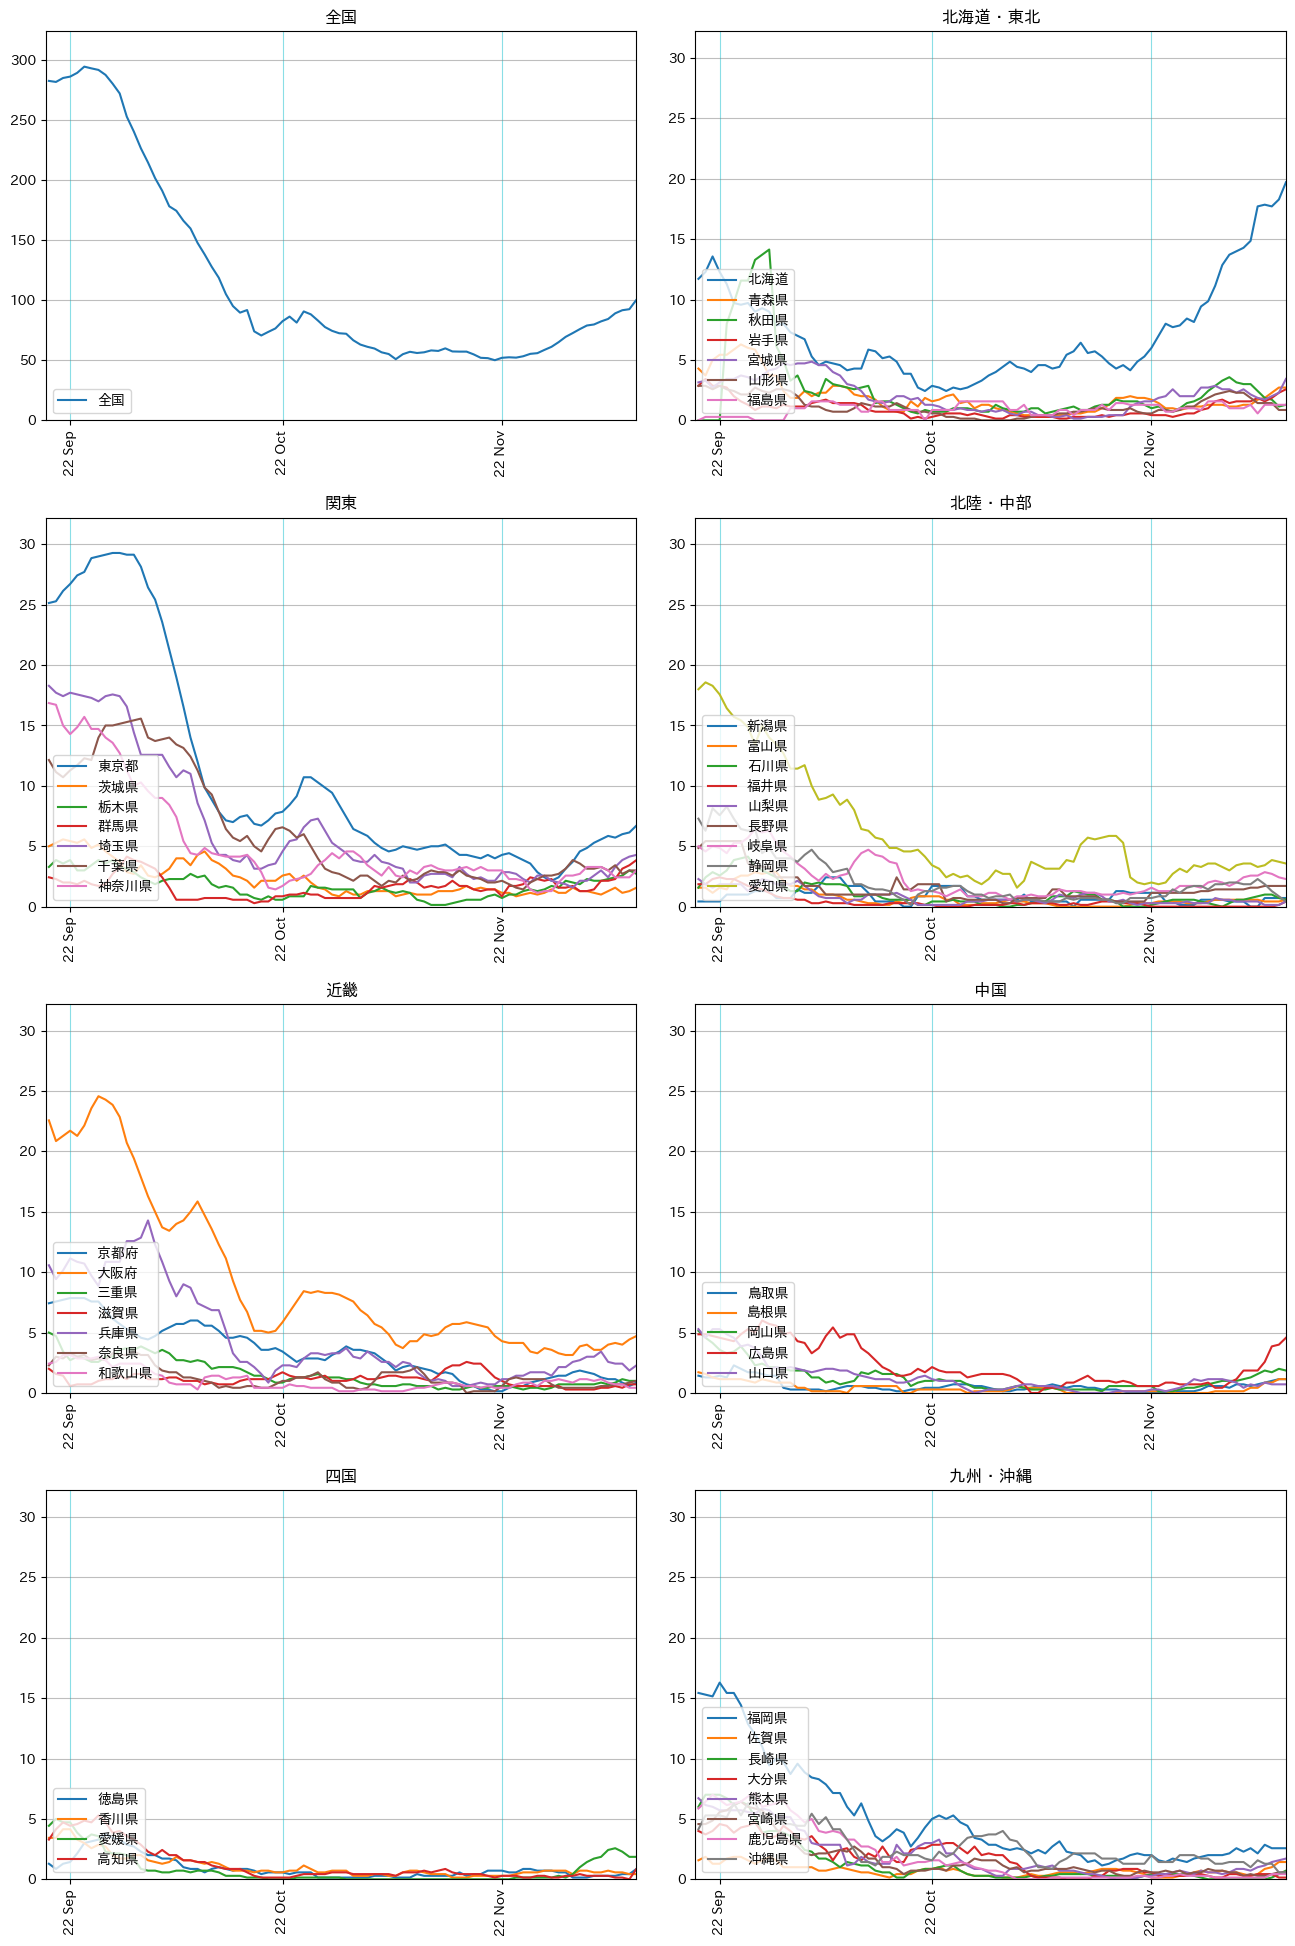 全国
300
250
200
150
100
50
0
全国
22 Sep
22 Oct
22 Nov
北海道・東北
30
25
20
15
10
5
0
北海道
青森県
秋田県
岩手県
宮城県
山形県
福島県
22 Sep
22 Oct
22 Nov
関東
30
25
20
15
10
5
0
東京都
茨城県
栃木県
群馬県
埼玉県
千葉県
神奈川県
22 Sep
22 Oct
22 Nov
北陸・中部
30
25
20
15
10
5
0
新潟県
富山県
石川県
福井県
山梨県
長野県
岐阜県
静岡県
愛知県
22 Sep
22 Oct
22 Nov
近畿
30
25
20
15
10
5
0
京都府
大阪府
三重県
滋賀県
兵庫県
奈良県
和歌山県
22 Sep
22 Oct
22 Nov
中国
30
25
20
15
10
5
0
鳥取県
島根県
岡山県
広島県
山口県
22 Sep
22 Oct
22 Nov
四国
30
25
20
15
10
5
0
徳島県
香川県
愛媛県
高知県
22 Sep
22 Oct
22 Nov
九州・沖縄
30
25
20
15
10
5
0
福岡県
佐賀県
長崎県
大分県
熊本県
宮崎県
鹿児島県
沖縄県
22 Sep
22 Oct
22 Nov